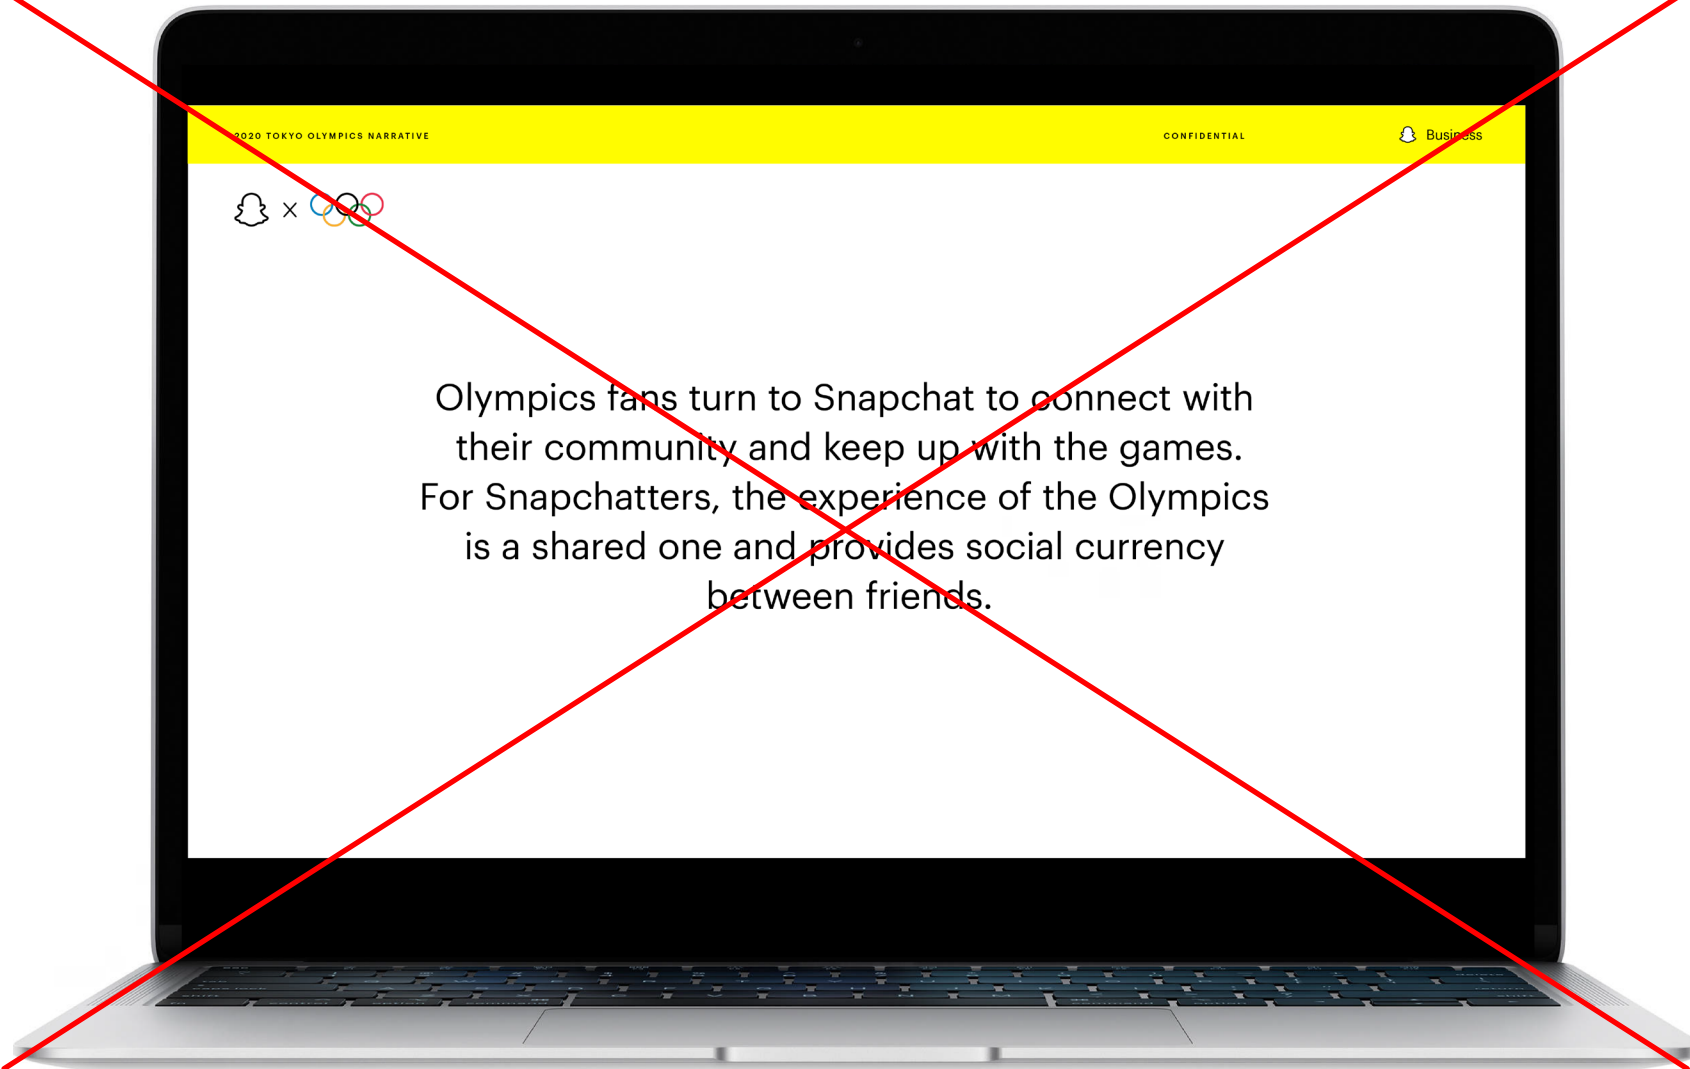 2020 TOKYO OLYMPICS NARRATIVE
CONFIDENTIAL
Business
X
Olympics fans turn to Snapchat to connect with
their community and keep up with the games.
For Snapchatters, the experience of the Olympics
is a shared one and provides social currency
between friends.